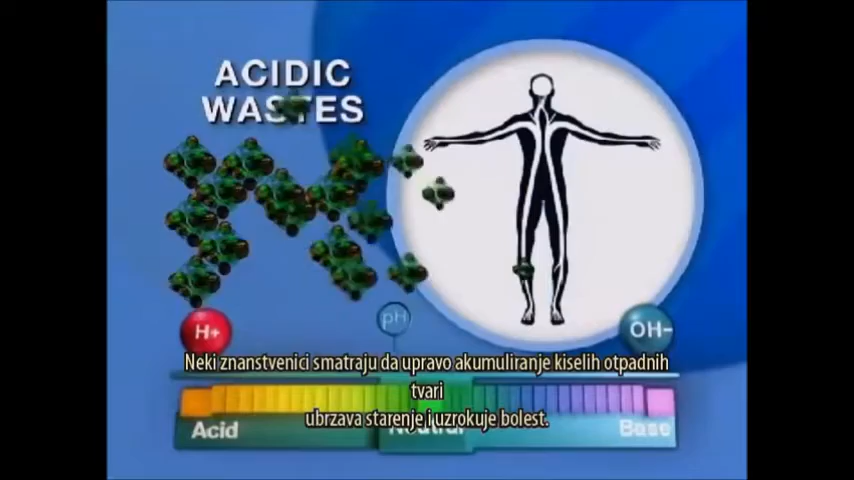 ACIDIC
WASTES
H+
pH
OH-
Neki znanstvenici smatraju da upravo akumuliranje kiselih otpadnih
tvari
ubrzava starenje i uzrokuje bolest.
Acid
Neutral
Base